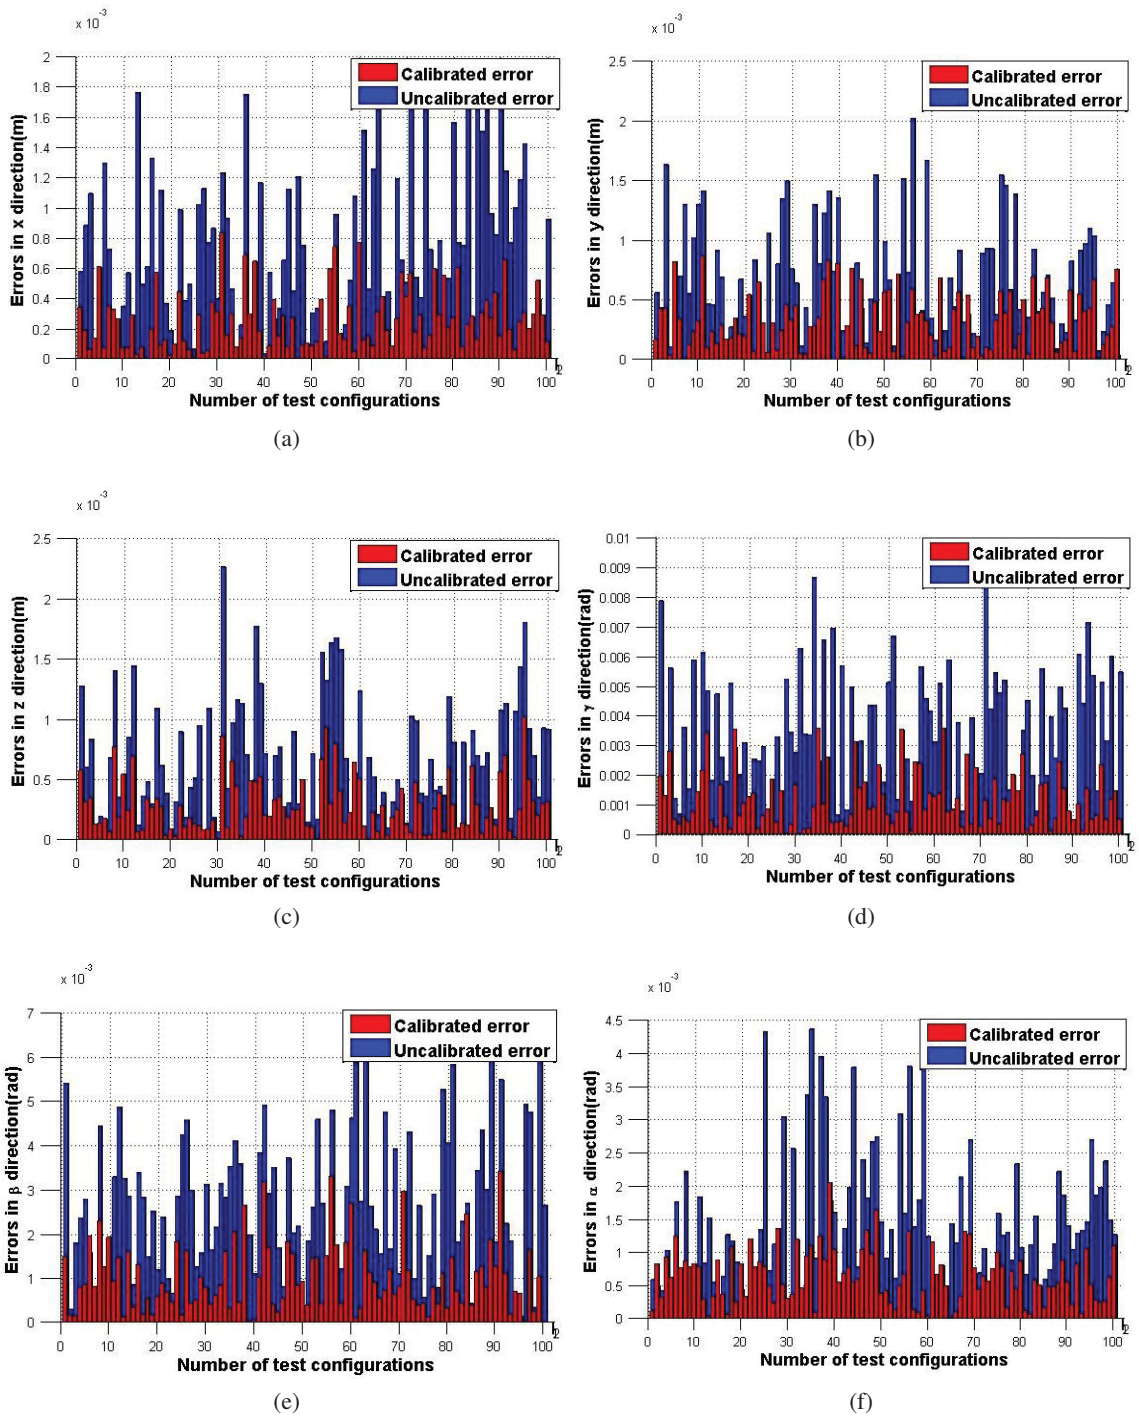 x 10-3
Errors in x direction(m)
2
1.8
1.6
1.4
1.2
1
0.8
0.6
0.4
0.2
0
Calibrated error
Uncalibrated error
0 10 20 30 40 50 60 70 80 90 100
Number of test configurations
(a)
x 10-3
Errors in y direction(m)
2.5
2
1.5
1
0.5
0
Calibrated error
Uncalibrated error
0 10 20 30 40 50 60 70 80 90 100
Number of test configurations
(b)
x 10-3
Errors in z direction(m)
2.5
2
1.5
1
0.5
0
Calibrated error
Uncalibrated error
0 10 20 30 40 50 60 70 80 90 100
Number of test configurations
(c)
Errors in γ direction(rad)
0.01
0.009
0.008
0.007
0.006
0.005
0.004
0.003
0.002
0.001
0
Calibrated error
Uncalibrated error
0 10 20 30 40 50 60 70 80 90 100
Number of test configurations
(d)
x 10-3
Errors in β direction(rad)
7
6
5
4
3
2
1
0
Calibrated error
Uncalibrated error
0 10 20 30 40 50 60 70 80 90 100
Number of test configurations
(e)
x 10-3
Errors in α direction(rad)
4.5
4
3.5
3
2.5
2
1.5
1
0.5
0
Calibrated error
Uncalibrated error
0 10 20 30 40 50 60 70 80 90 100
Number of test configurations
(f)